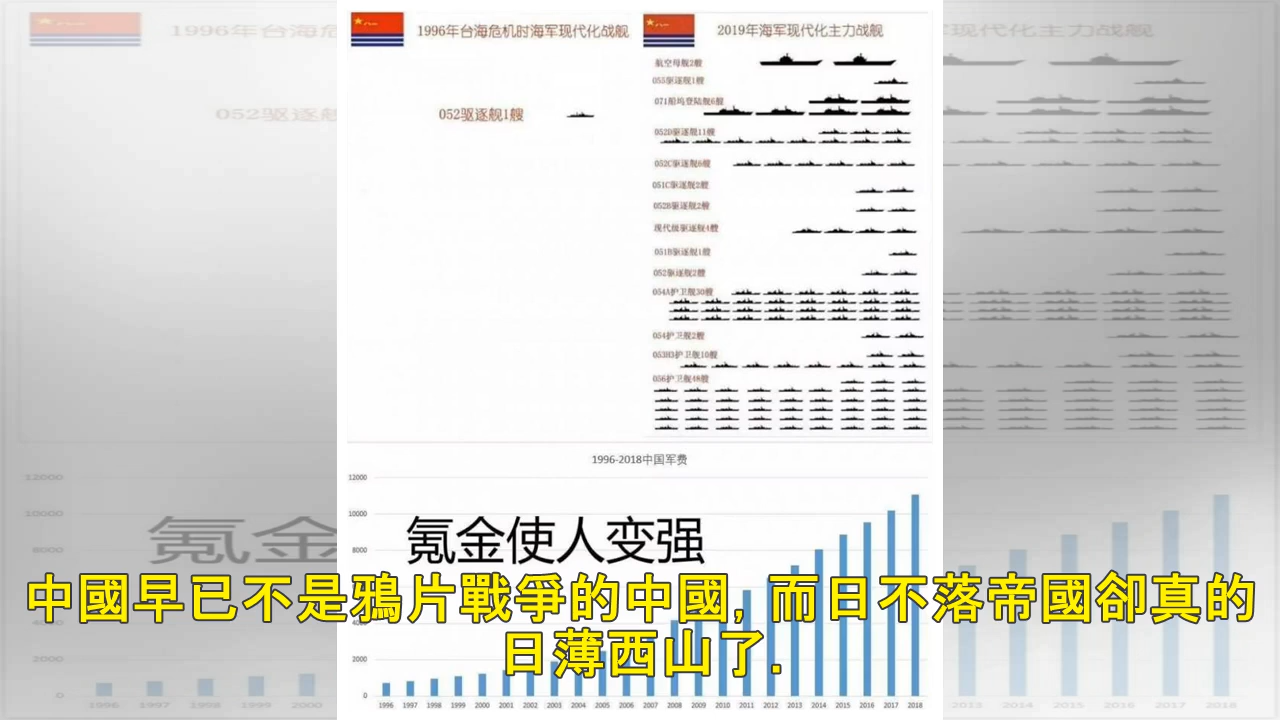 1996年台海危机时海军现代化战舰
052驱逐舰1艘
2019年海军现代化主力战舰
航空母舰2艘
055驱逐舰1艘
071船坞登陆舰6艘
052D驱逐舰11艘
052C驱逐舰6艘
051C驱逐舰2艘
052B驱逐舰2艘
现代级驱逐舰4艘
051B驱逐舰1艘
052驱逐舰2艘
054A护卫舰30艘
054护卫舰2艘
053H3护卫舰10艘
056护卫舰48艘
1996-2018中国军费
12000
10000
8000
2000
0
氪金使人变强
1996 1997 1998 1999 2000 2001 2002 2003 2004 2005 2006 2007 2008 2009 2010 2011 2012 2013 2014 2015 2016 2017 2018
中國早已不是鴉片戰爭的中國, 而日不落帝國卻真的
日薄西山了.